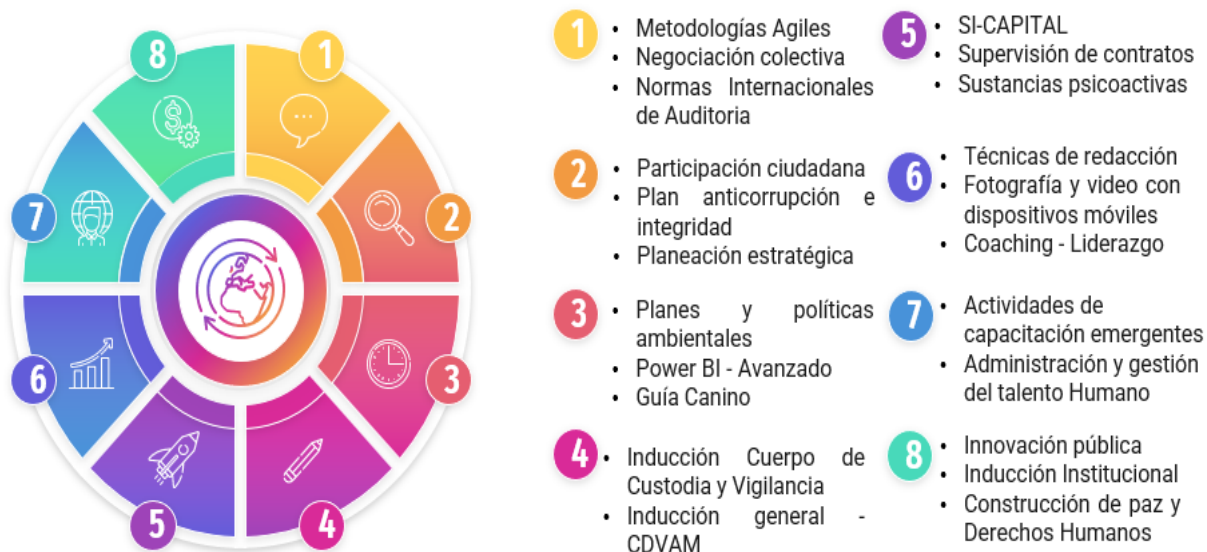 8
1
7
2
6
3
5
4
1
• Metodologías Agiles
• Negociación colectiva
• Normas Internacionales
de Auditoria
2
• Participación ciudadana
• Plan anticorrupción e
integridad
• Planeación estratégica
3
• Planes y políticas
ambientales
• Power BI - Avanzado
• Guía Canino
4
• Inducción Cuerpo de
Custodia y Vigilancia
• Inducción general -
CDVAM
5
• SI-CAPITAL
• Supervisión de contratos
• Sustancias psicoactivas
6
• Técnicas de redacción
• Fotografía y video con
dispositivos móviles
• Coaching - Liderazgo
7
• Actividades de
capacitación emergentes
• Administración y gestión
del talento Humano
8
• Innovación pública
• Inducción Institucional
• Construcción de paz y
Derechos Humanos